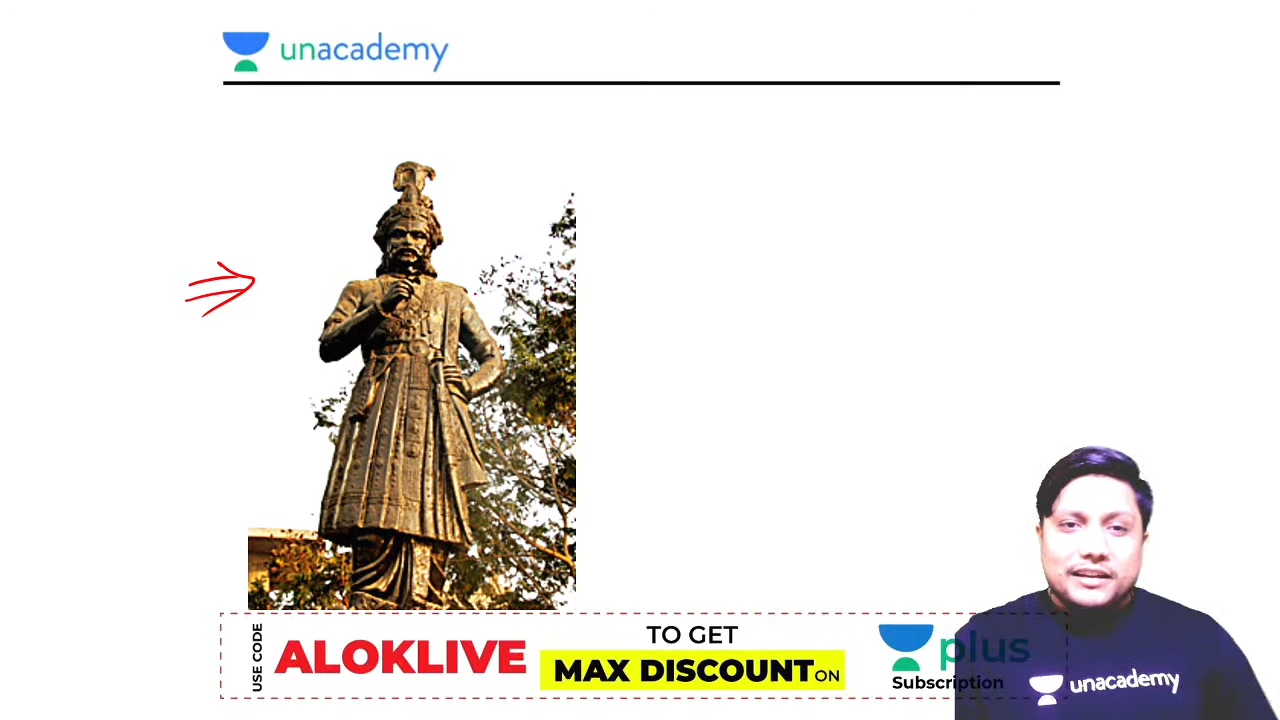 unacademy
USE CODE
ALOKLIVE
TO GET
MAX DISCOUNT ON
plus
Subscription
unacademy